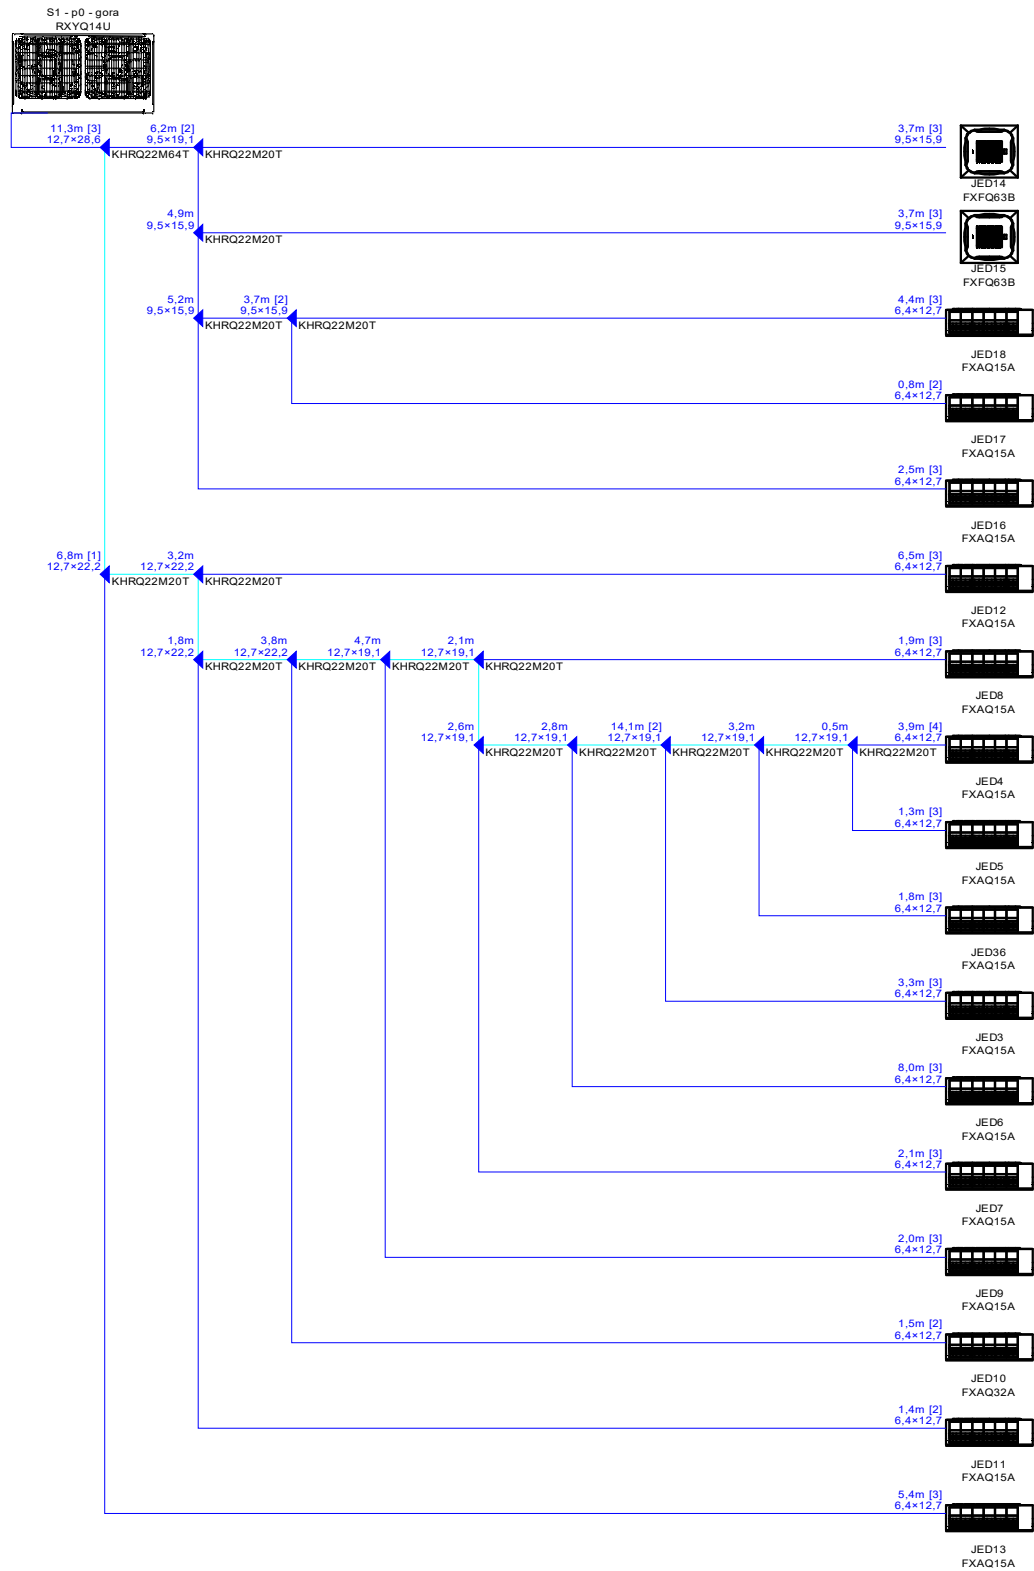 S1 - p0 - gora
RXYQ14U
11,3m [3]
12,7×28,6
KHRQ22M64T
6,2m [2]
9,5×19,1
KHRQ22M20T
3,7m [3]
9,5×15,9
JED14
FXFQ63B
4,9m
9,5×15,9
KHRQ22M20T
3,7m [3]
9,5×15,9
JED15
FXFQ63B
5,2m
9,5×15,9
KHRQ22M20T
3,7m [2]
9,5×15,9
KHRQ22M20T
4,4m [3]
6,4×12,7
JED18
FXAQ15A
0,8m [2]
6,4×12,7
JED17
FXAQ15A
2,5m [3]
6,4×12,7
JED16
FXAQ15A
6,8m [1]
12,7×22,2
KHRQ22M20T
3,2m
12,7×22,2
KHRQ22M20T
6,5m [3]
6,4×12,7
JED12
FXAQ15A
1,8m
12,7×22,2
KHRQ22M20T
3,8m
12,7×22,2
KHRQ22M20T
4,7m
12,7×19,1
KHRQ22M20T
2,1m
12,7×19,1
KHRQ22M20T
1,9m [3]
6,4×12,7
JED8
FXAQ15A
2,6m
12,7×19,1
KHRQ22M20T
2,8m
12,7×19,1
KHRQ22M20T
14,1m [2]
12,7×19,1
KHRQ22M20T
3,2m
12,7×19,1
KHRQ22M20T
0,5m
12,7×19,1
KHRQ22M20T
3,9m [4]
6,4×12,7
JED4
FXAQ15A
1,3m [3]
6,4×12,7
JED5
FXAQ15A
1,8m [3]
6,4×12,7
JED36
FXAQ15A
3,3m [3]
6,4×12,7
JED3
FXAQ15A
8,0m [3]
6,4×12,7
JED6
FXAQ15A
2,1m [3]
6,4×12,7
JED7
FXAQ15A
2,0m [3]
6,4×12,7
JED9
FXAQ15A
1,5m [2]
6,4×12,7
JED10
FXAQ32A
1,4m [2]
6,4×12,7
JED11
FXAQ15A
5,4m [3]
6,4×12,7
JED13
FXAQ15A